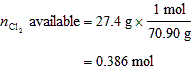 n_Cl₂ available = 27.4 g × 1 mol / 70.90 g
= 0.386 mol